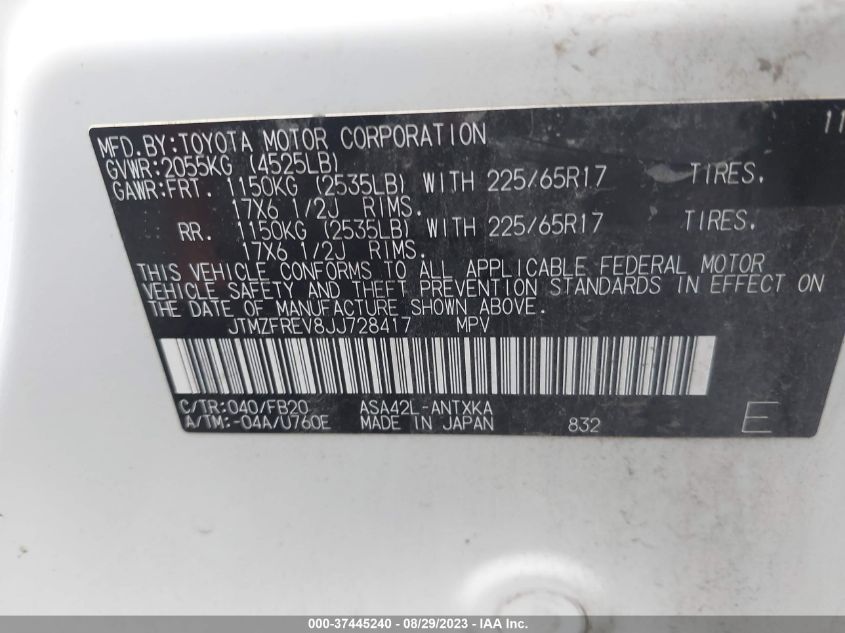 MFD. BY:TOYOTA MOTOR CORPORATION 11
GVWR:2055KG (4525LB)
GAWR:FRT. 1150KG (2535LB) WITH 225/65R17 TIRES,
17X6 1/2J RIMS.
RR. 1150KG (2535LB) WITH 225/65R17 TIRES,
17X6 1/2J RIMS.
THIS VEHICLE CONFORMS TO ALL APPLICABLE FEDERAL MOTOR
VEHICLE SAFETY AND THEFT PREVENTION STANDARDS IN EFFECT ON
THE DATE OF MANUFACTURE SHOWN ABOVE.
JTMZFREV8JJ728417 MPV
C/TR:040/FB20 ASA42L-ANTXKA
A/TM:-04A/U760E MADE IN JAPAN 832 E
000-37445240 - 08/29/2023 - IAA Inc.